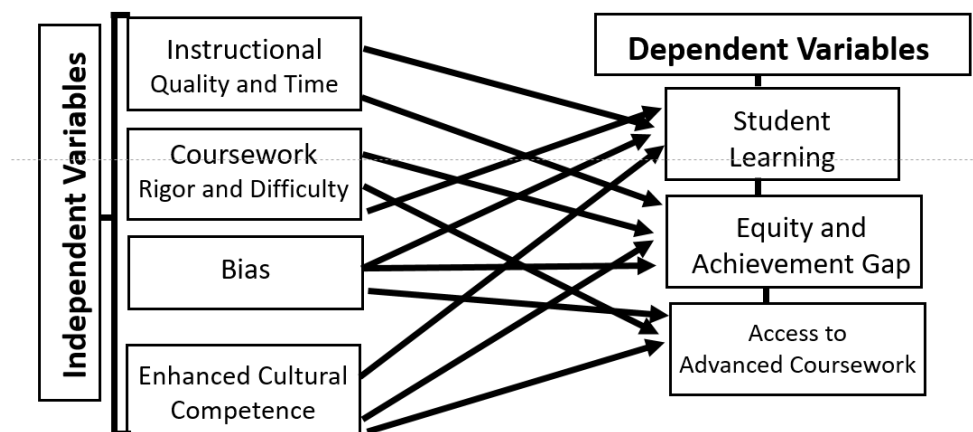 Independent Variables
Instructional
Quality and Time
Coursework
Rigor and Difficulty
Bias
Enhanced Cultural
Competence
Dependent Variables
Student
Learning
Equity and
Achievement Gap
Access to
Advanced Coursework